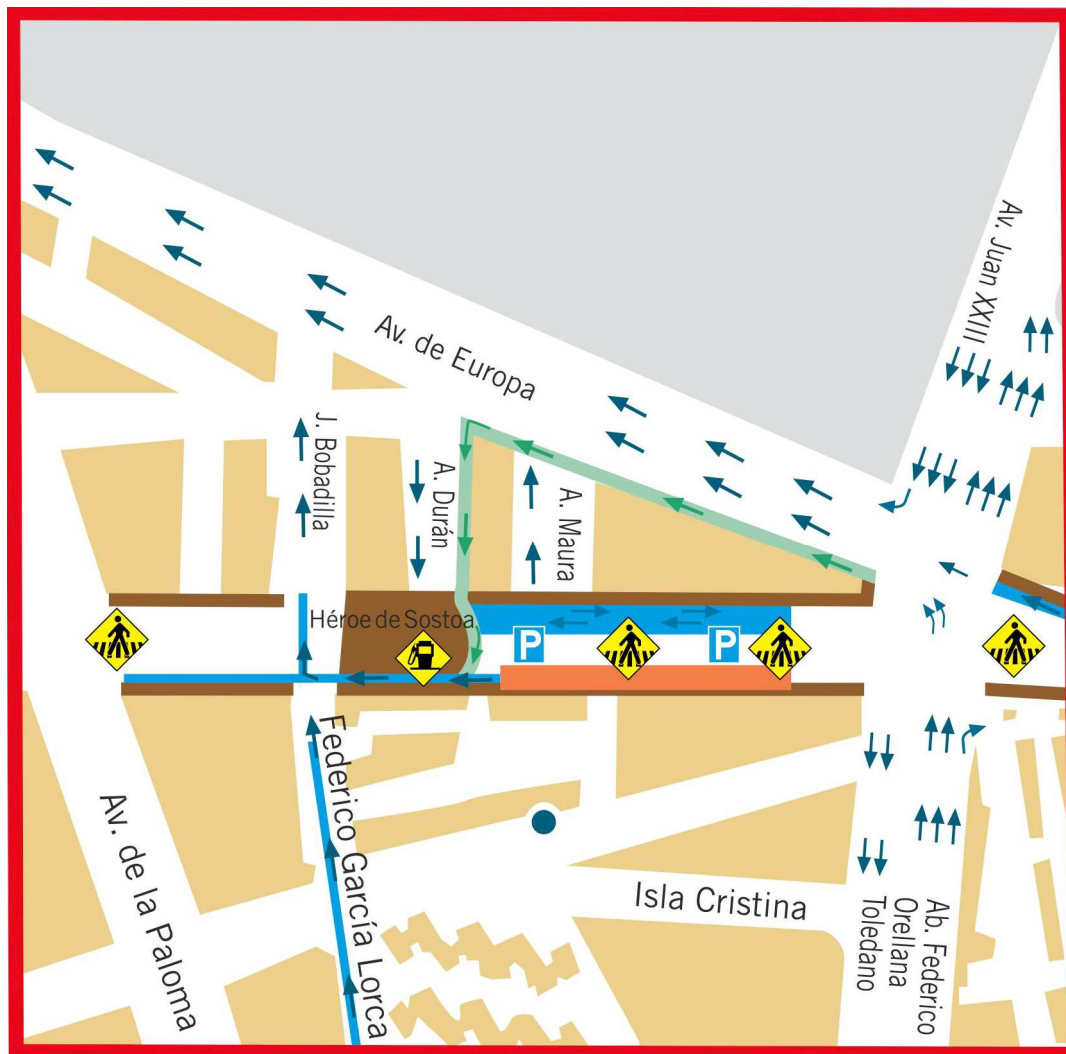 Av. Juan XXIII
Av. de Europa
J. Bobadilla
A. Durán
A. Maura
Héroe de Sostoa
P
P
Federico García Lorca
Av. de la Paloma
Isla Cristina
Ab. Federico
Orellana
Toledano